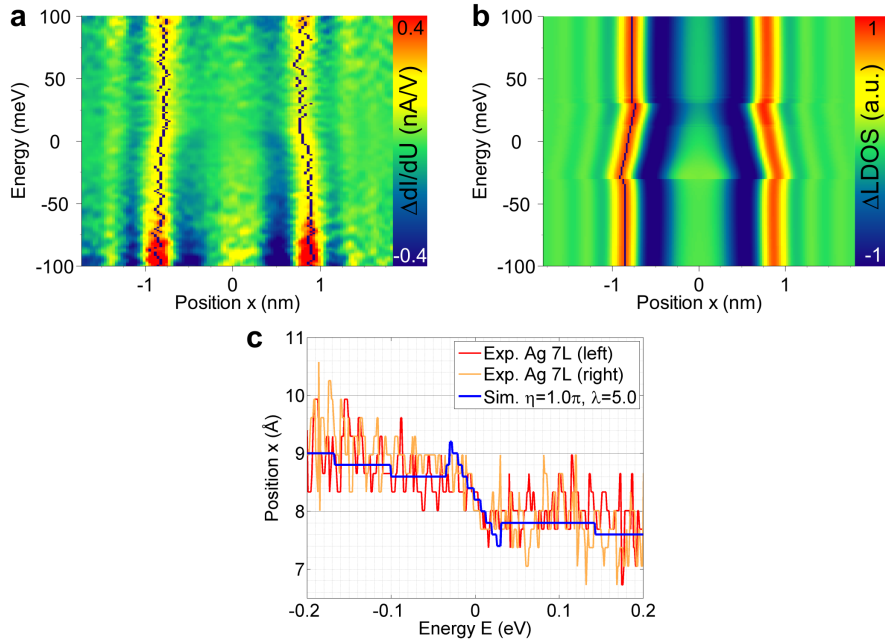 a
100
50
0
-50
-100
Energy (meV)
-1
0
1
Position x (nm)
0.4
ΔdI/dU (nA/V)
-0.4
b
100
50
0
-50
-100
Energy (meV)
-1
0
1
Position x (nm)
1
ΔLDOS (a.u.)
-1
c
11
10
9
8
7
Position x (Å)
-0.2
-0.1
0
0.1
0.2
Energy E (eV)
Exp. Ag 7L (left)
Exp. Ag 7L (right)
Sim. η=1.0π, λ=5.0